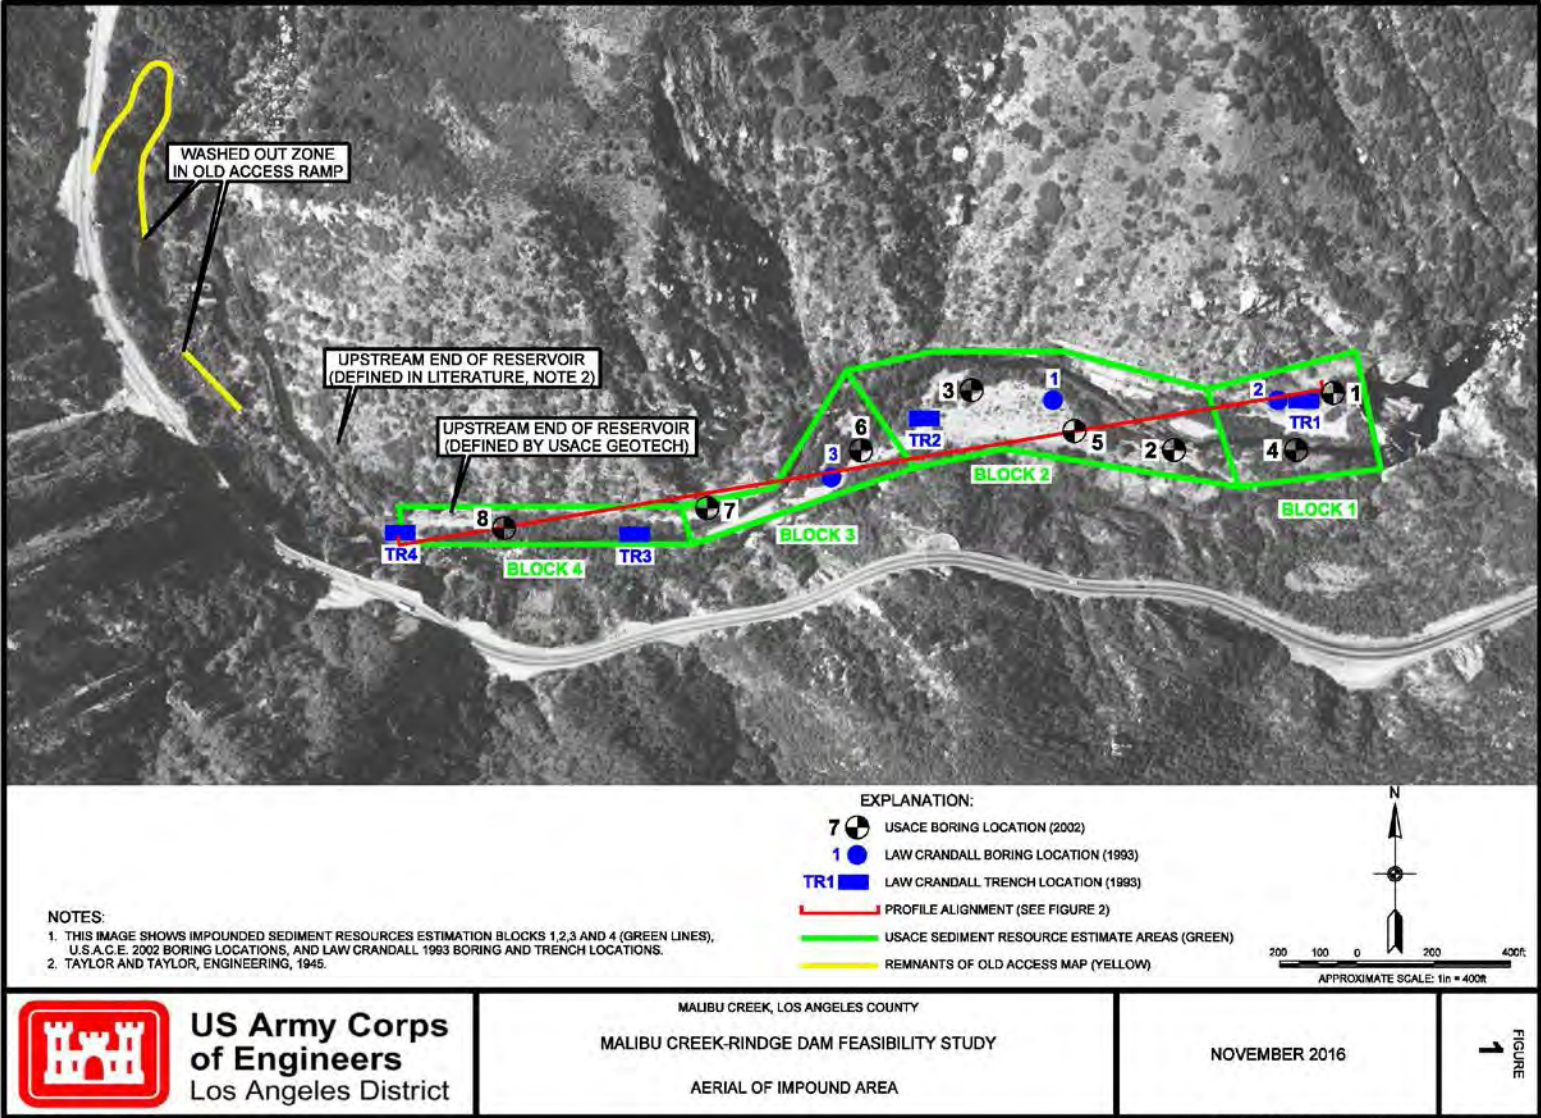 WASHED OUT ZONE
IN OLD ACCESS RAMP
UPSTREAM END OF RESERVOIR
(DEFINED IN LITERATURE, NOTE 2)
UPSTREAM END OF RESERVOIR
(DEFINED BY USACE GEOTECH)
3
1
2
1
TR1
TR2
6
5
2
4
3
BLOCK 2
BLOCK 1
7
8
BLOCK 3
TR4
TR3
BLOCK 4
EXPLANATION:
7 USACE BORING LOCATION (2002)
1 LAW CRANDALL BORING LOCATION (1993)
TR1 LAW CRANDALL TRENCH LOCATION (1993)
PROFILE ALIGNMENT (SEE FIGURE 2)
USACE SEDIMENT RESOURCE ESTIMATE AREAS (GREEN)
REMNANTS OF OLD ACCESS MAP (YELLOW)
N
200 100 0 200 400ft
APPROXIMATE SCALE: 1in = 400ft
NOTES:
1. THIS IMAGE SHOWS IMPOUNDED SEDIMENT RESOURCES ESTIMATION BLOCKS 1,2,3 AND 4 (GREEN LINES),
U.S.A.C.E. 2002 BORING LOCATIONS, AND LAW CRANDALL 1993 BORING AND TRENCH LOCATIONS.
2. TAYLOR AND TAYLOR, ENGINEERING, 1945.
US Army Corps
of Engineers
Los Angeles District
MALIBU CREEK, LOS ANGELES COUNTY
MALIBU CREEK-RINDGE DAM FEASIBILITY STUDY
AERIAL OF IMPOUND AREA
NOVEMBER 2016
FIGURE
1